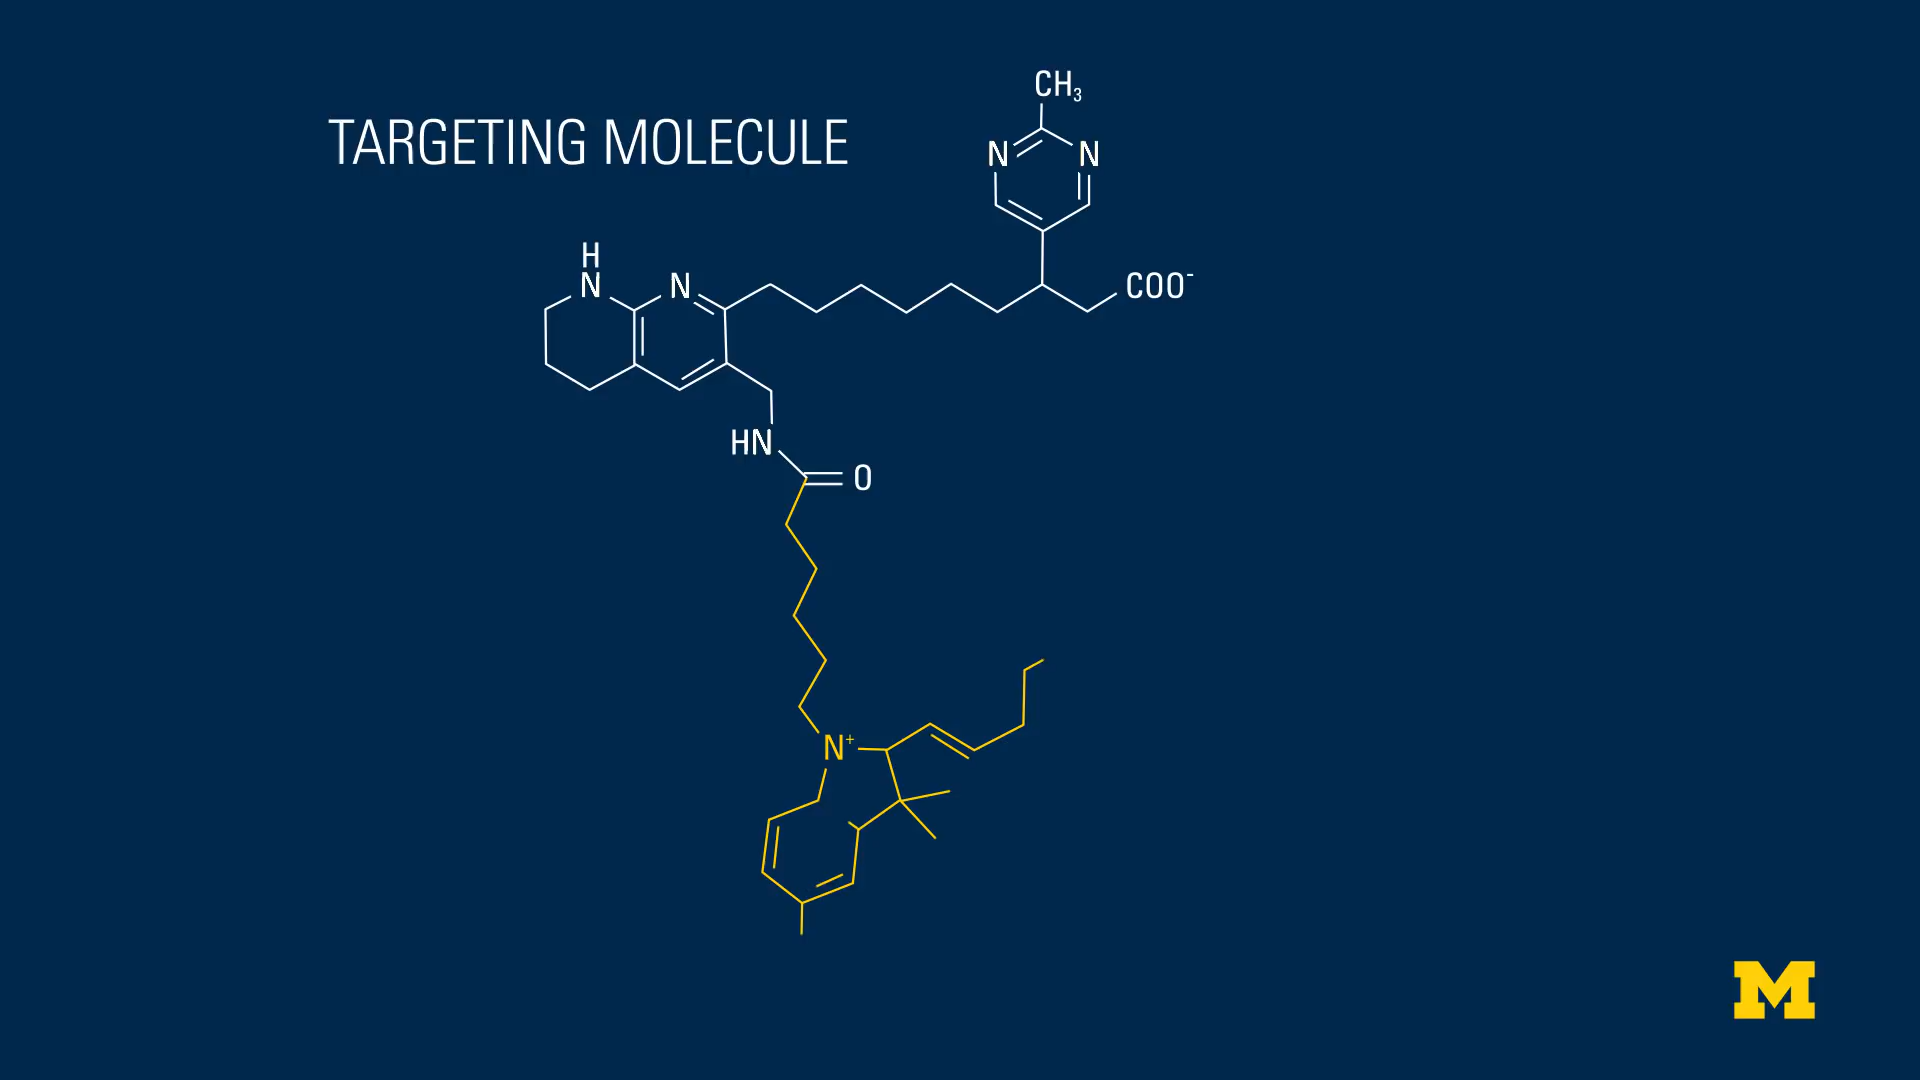 TARGETING MOLECULE
CH₃
N N
H
N N COO⁻
HN
O
N⁺
M